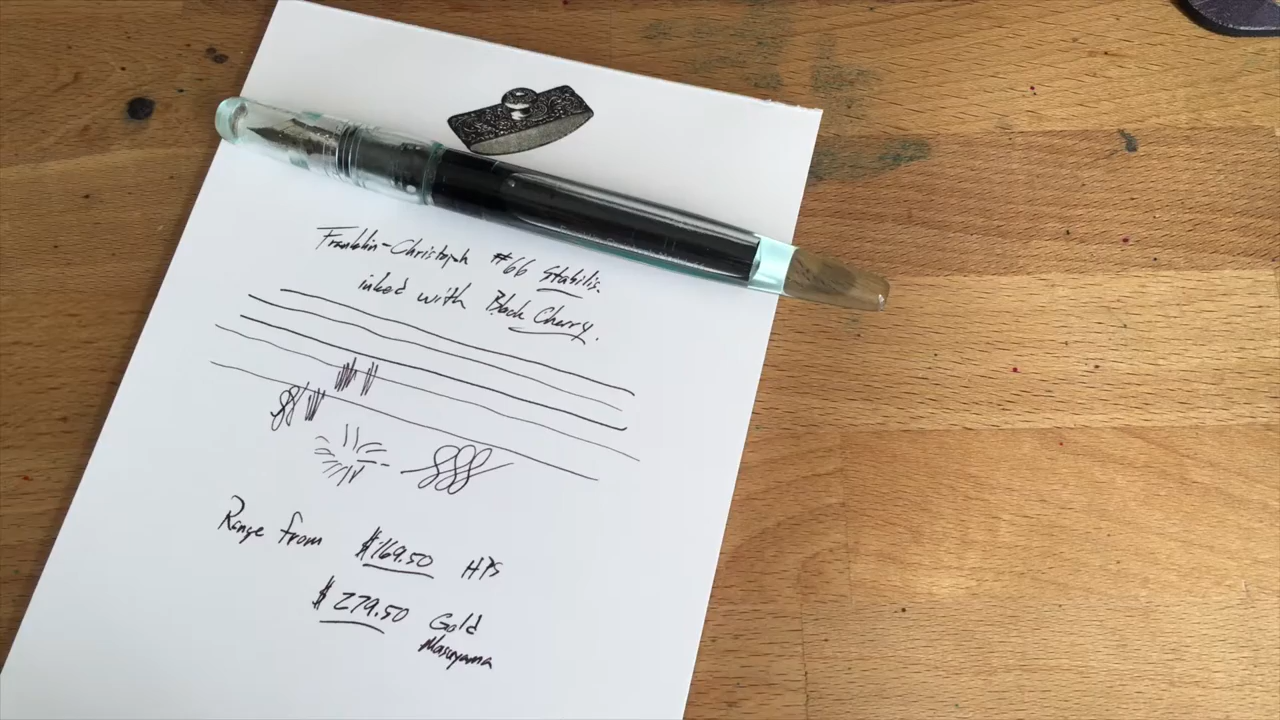 Franklin-Christoph #66 Stabilis.
inked with Black Cherry.
Range from $169.50 HPS
$279.50 Gold
Masuyama